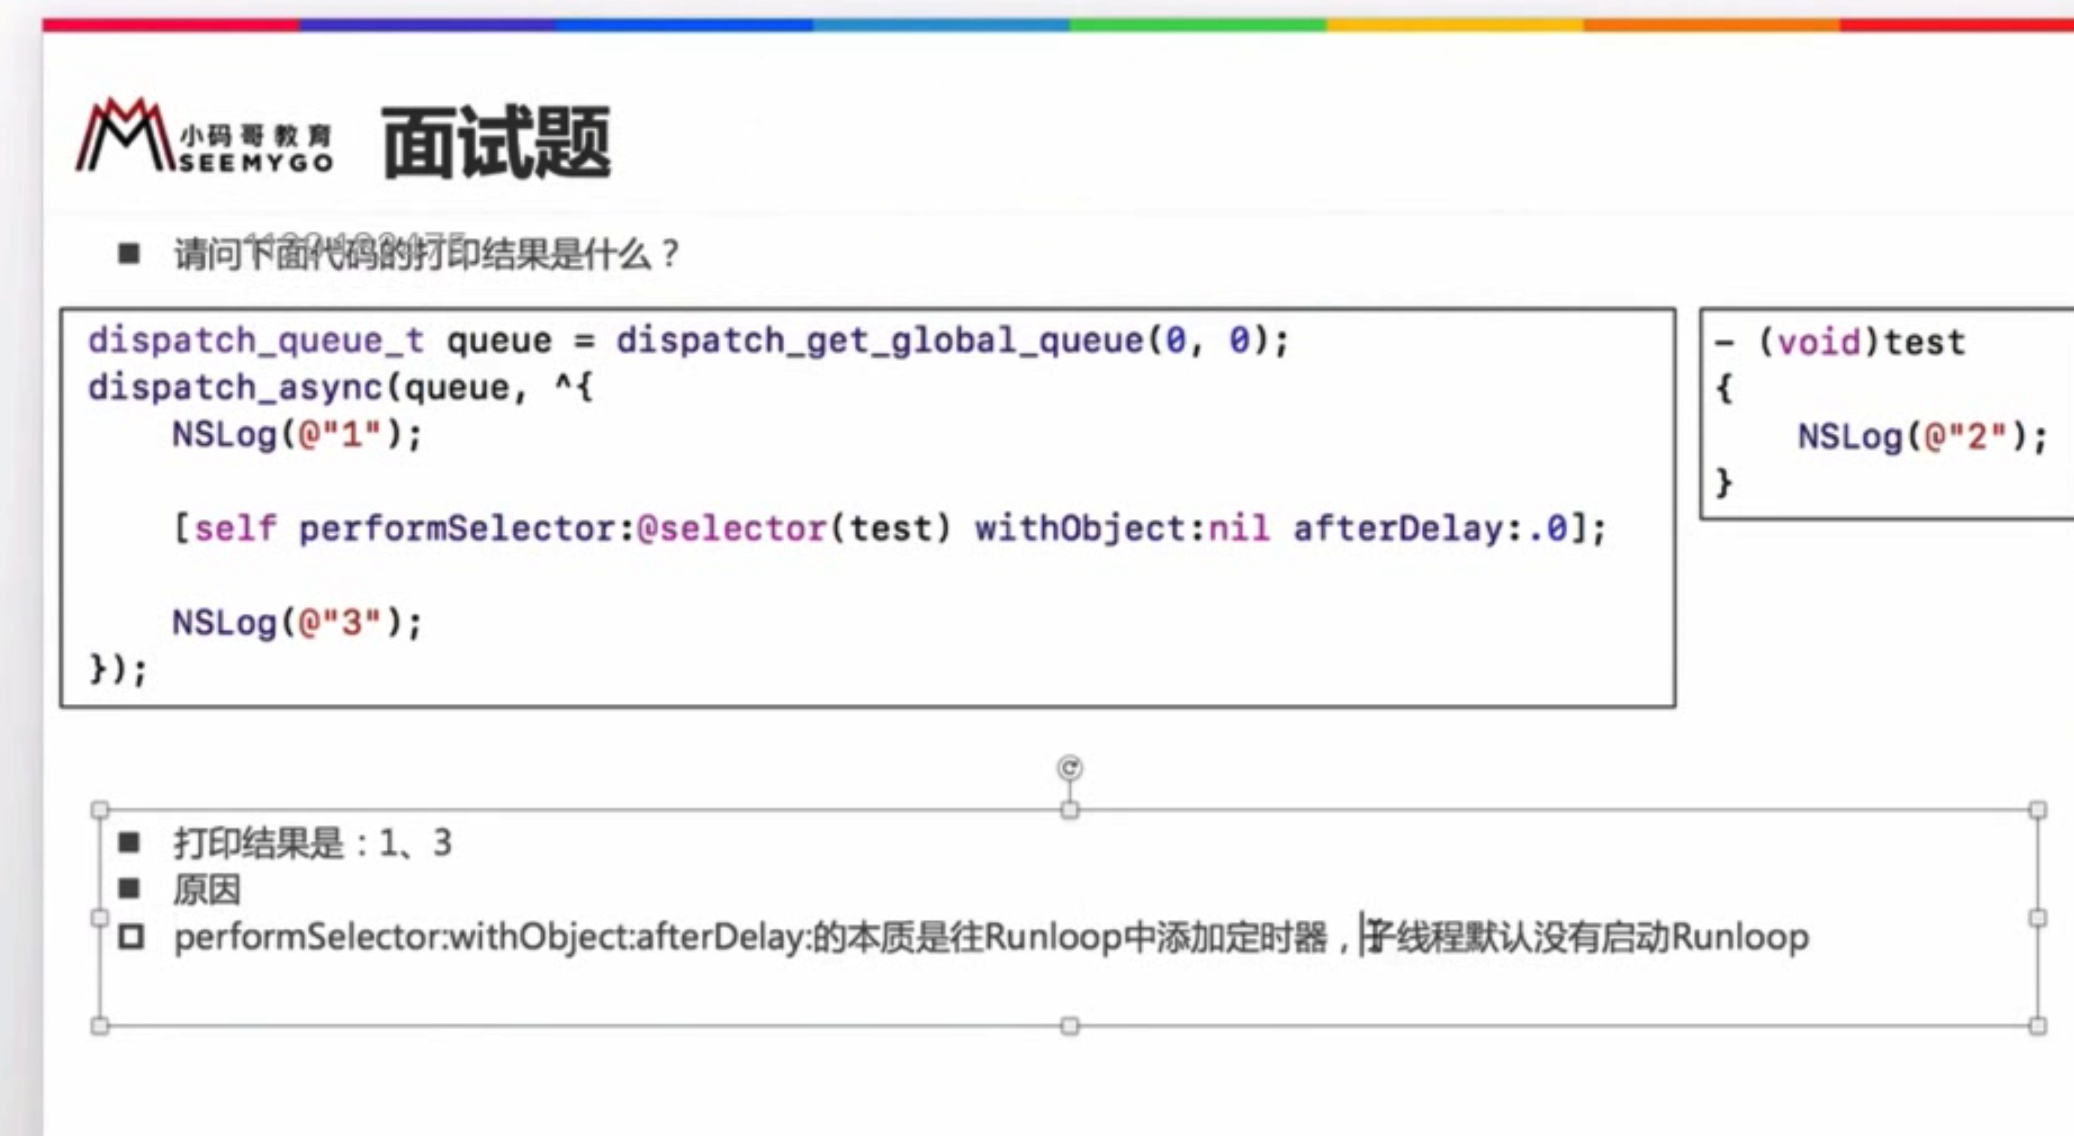 小码哥教育
SEEMYGO
面试题
■ 请问下面代码的打印结果是什么？
dispatch_queue_t queue = dispatch_get_global_queue(0, 0);
dispatch_async(queue, ^{
    NSLog(@"1");
    [self performSelector:@selector(test) withObject:nil afterDelay:.0];
    NSLog(@"3");
});
- (void)test
{
    NSLog(@"2");
}
■ 打印结果是：1、3
■ 原因
performSelector:withObject:afterDelay:的本质是往Runloop中添加定时器，子线程默认没有启动Runloop